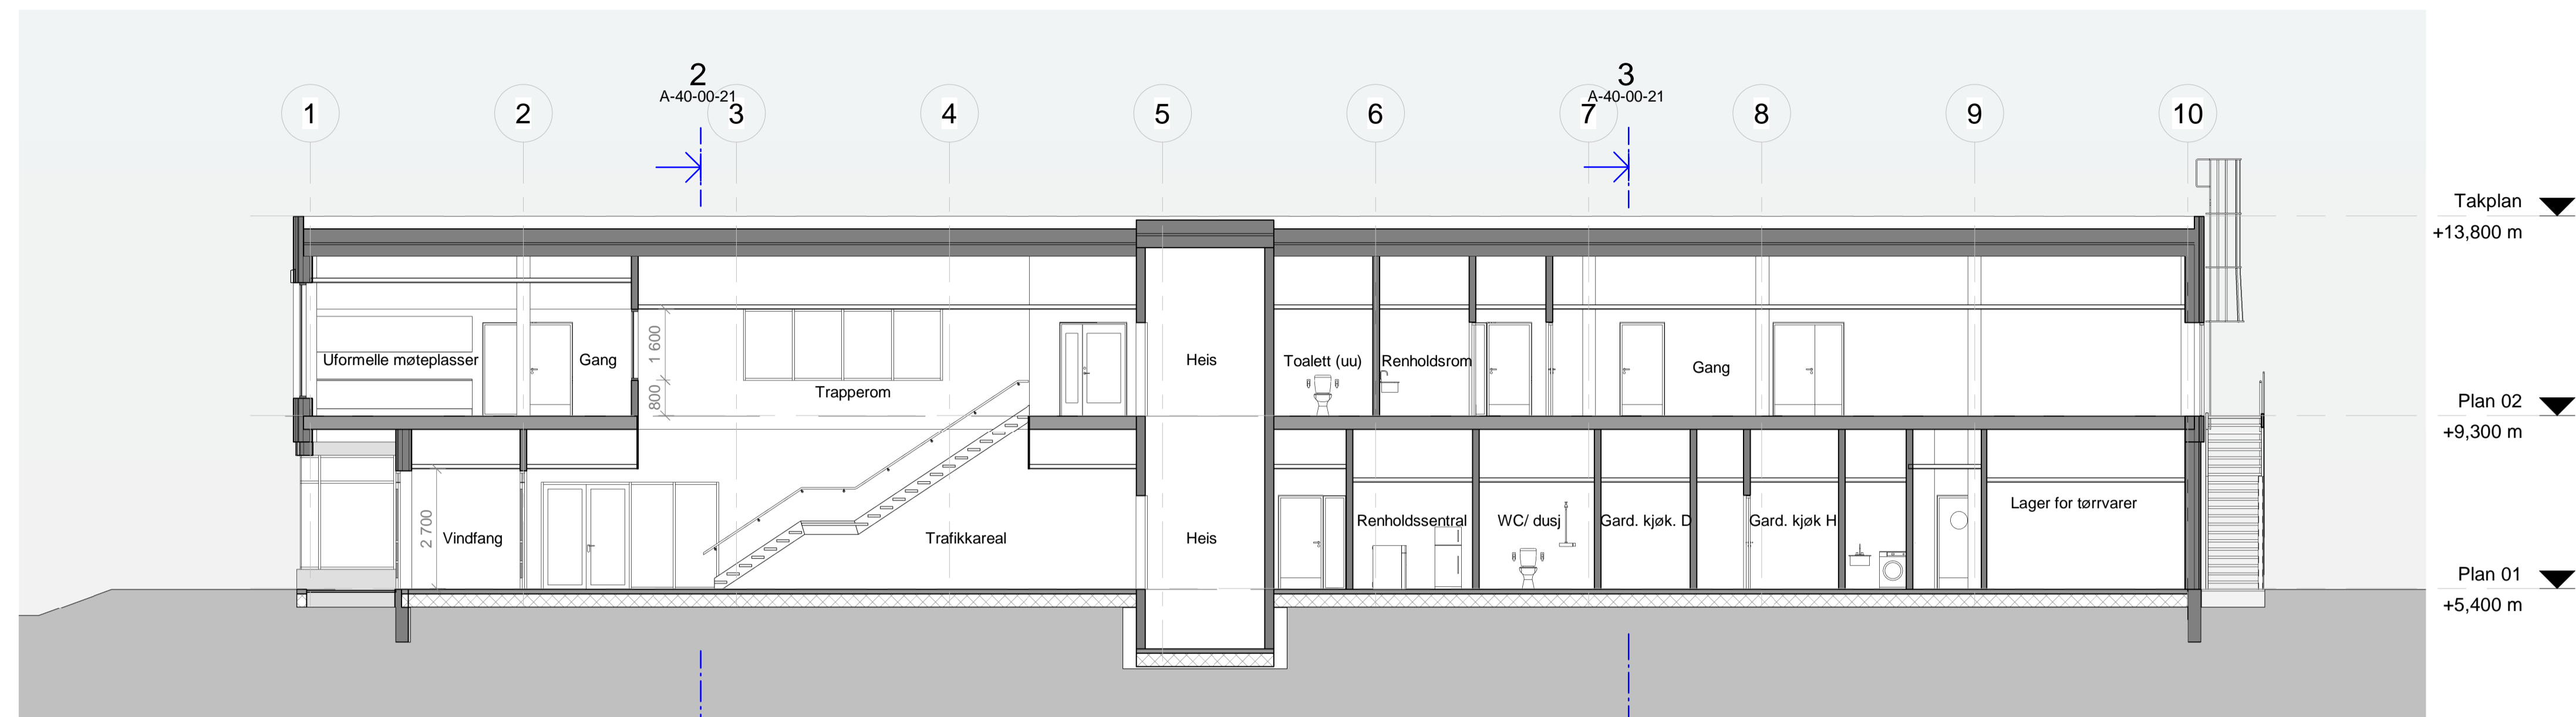 2
A-40-00-21
3
A-40-00-21
1
2
3
4
5
6
7
8
9
10
Takplan
+13,800 m
Uformelle møteplasser
Gang
1 600
800
Trapperom
Heis
Toalett (uu)
Renholdsrom
Gang
Plan 02
+9,300 m
2 700
Vindfang
Trafikkareal
Heis
Renholdssentral
WC/ dusj
Gard. kjøk. D
Gard. kjøk H
Lager for tørrvarer
Plan 01
+5,400 m